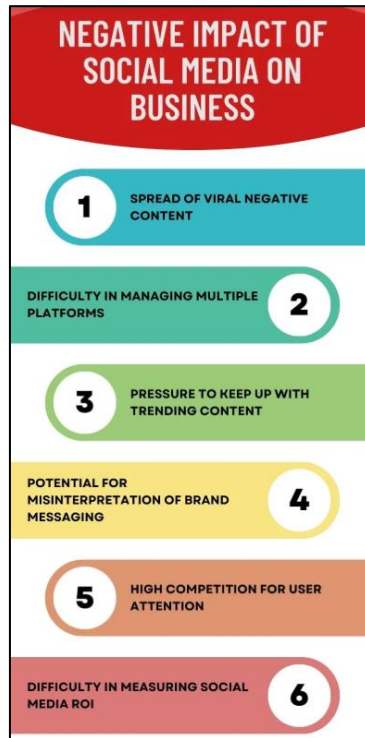 NEGATIVE IMPACT OF
SOCIAL MEDIA ON
BUSINESS
1
SPREAD OF VIRAL NEGATIVE
CONTENT
DIFFICULTY IN MANAGING MULTIPLE
PLATFORMS
2
3
PRESSURE TO KEEP UP WITH
TRENDING CONTENT
POTENTIAL FOR
MISINTERPRETATION OF BRAND
MESSAGING
4
5
HIGH COMPETITION FOR USER
ATTENTION
DIFFICULTY IN MEASURING SOCIAL
MEDIA ROI
6